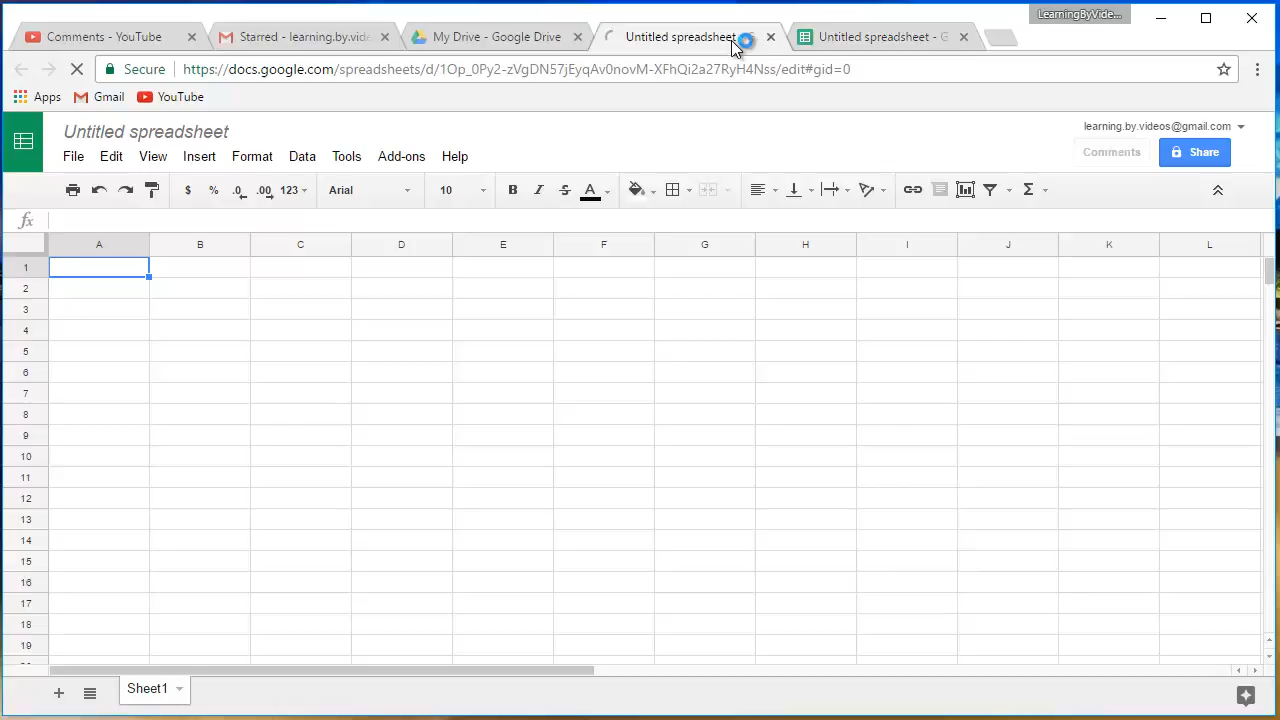 LearningByVide...
Comments - YouTube
Starred - learning.by.vide
My Drive - Google Drive
Untitled spreadsheet
Untitled spreadsheet - G
Secure
https://docs.google.com/spreadsheets/d/1Op_0Py2-zVgDN57jEyqAv0novM-XFhQi2a27RyH4Nss/edit#gid=0
Apps
Gmail
YouTube
Untitled spreadsheet
learning.by.videos@gmail.com
File Edit View Insert Format Data Tools Add-ons Help
Comments
Share
$ % .0 .00 123 Arial 10 B I S A Σ
fx
A B C D E F G H I J K L
1
2
3
4
5
6
7
8
9
10
11
12
13
14
15
16
17
18
19
Sheet1